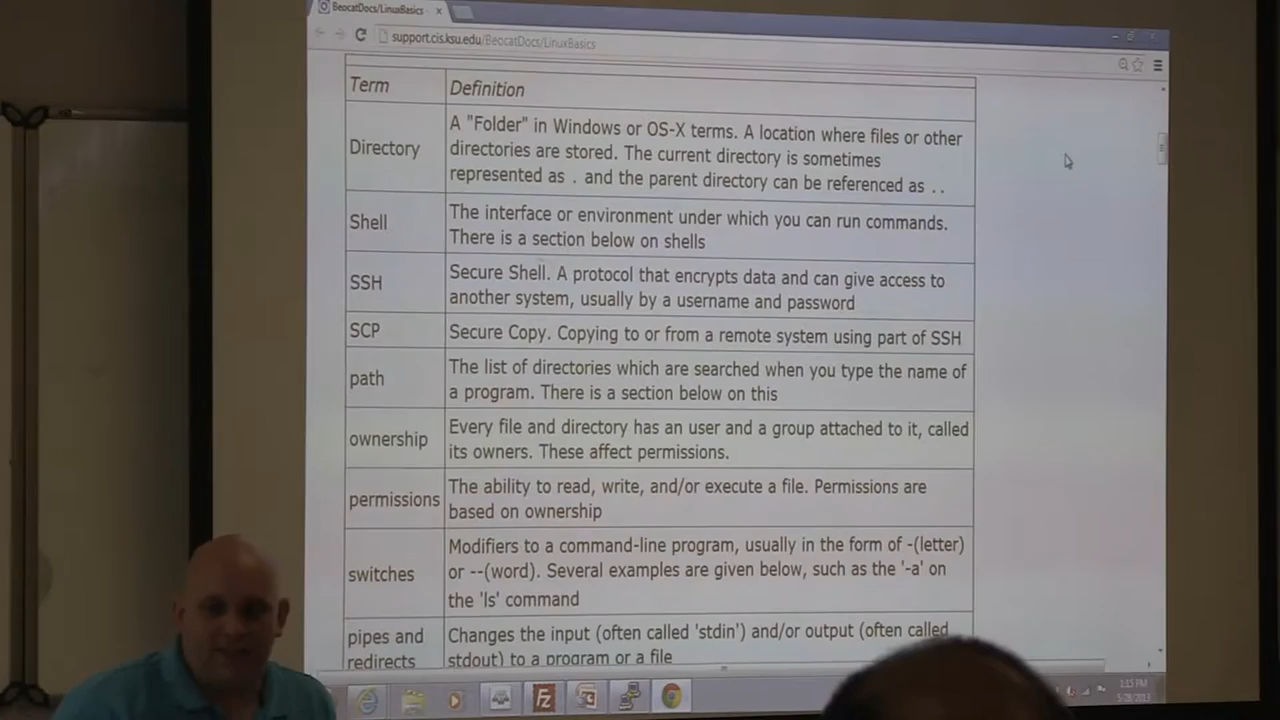 BeocatDocs/LinuxBasics
support.cis.ksu.edu/BeocatDocs/LinuxBasics
Term Definition
Directory
A "Folder" in Windows or OS-X terms. A location where files or other
directories are stored. The current directory is sometimes
represented as . and the parent directory can be referenced as ..
Shell
The interface or environment under which you can run commands.
There is a section below on shells
SSH
Secure Shell. A protocol that encrypts data and can give access to
another system, usually by a username and password
SCP Secure Copy. Copying to or from a remote system using part of SSH
path
The list of directories which are searched when you type the name of
a program. There is a section below on this
ownership
Every file and directory has an user and a group attached to it, called
its owners. These affect permissions.
permissions
The ability to read, write, and/or execute a file. Permissions are
based on ownership
switches
Modifiers to a command-line program, usually in the form of -(letter)
or --(word). Several examples are given below, such as the '-a' on
the 'ls' command
pipes and
redirects
Changes the input (often called 'stdin') and/or output (often called
stdout) to a program or a file
FZ
1:15 PM
5/28/2013